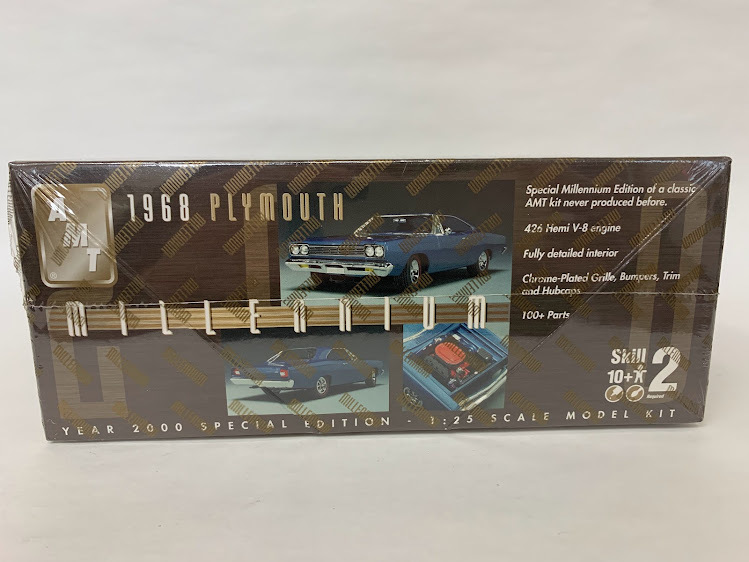 AMT
®
1968 PLYMOUTH
Special Millennium Edition of a classic
AMT kit never produced before.
426 Hemi V-8 engine
Fully detailed interior
Chrome-Plated Grille, Bumpers, Trim
and Hubcaps
100+ Parts
MILLENNIUM
Skill 2
10+
Required
YEAR 2000 SPECIAL EDITION - 1:25 SCALE MODEL KIT